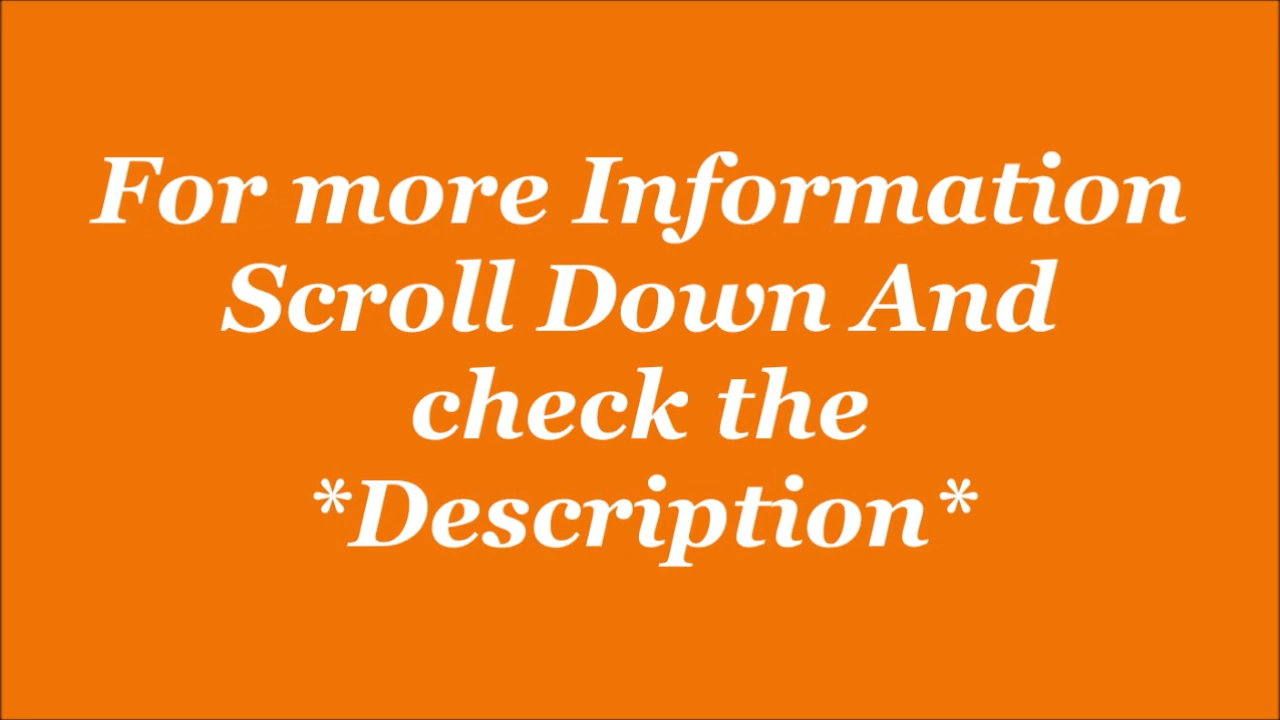 For more Information
Scroll Down And
check the
*Description*